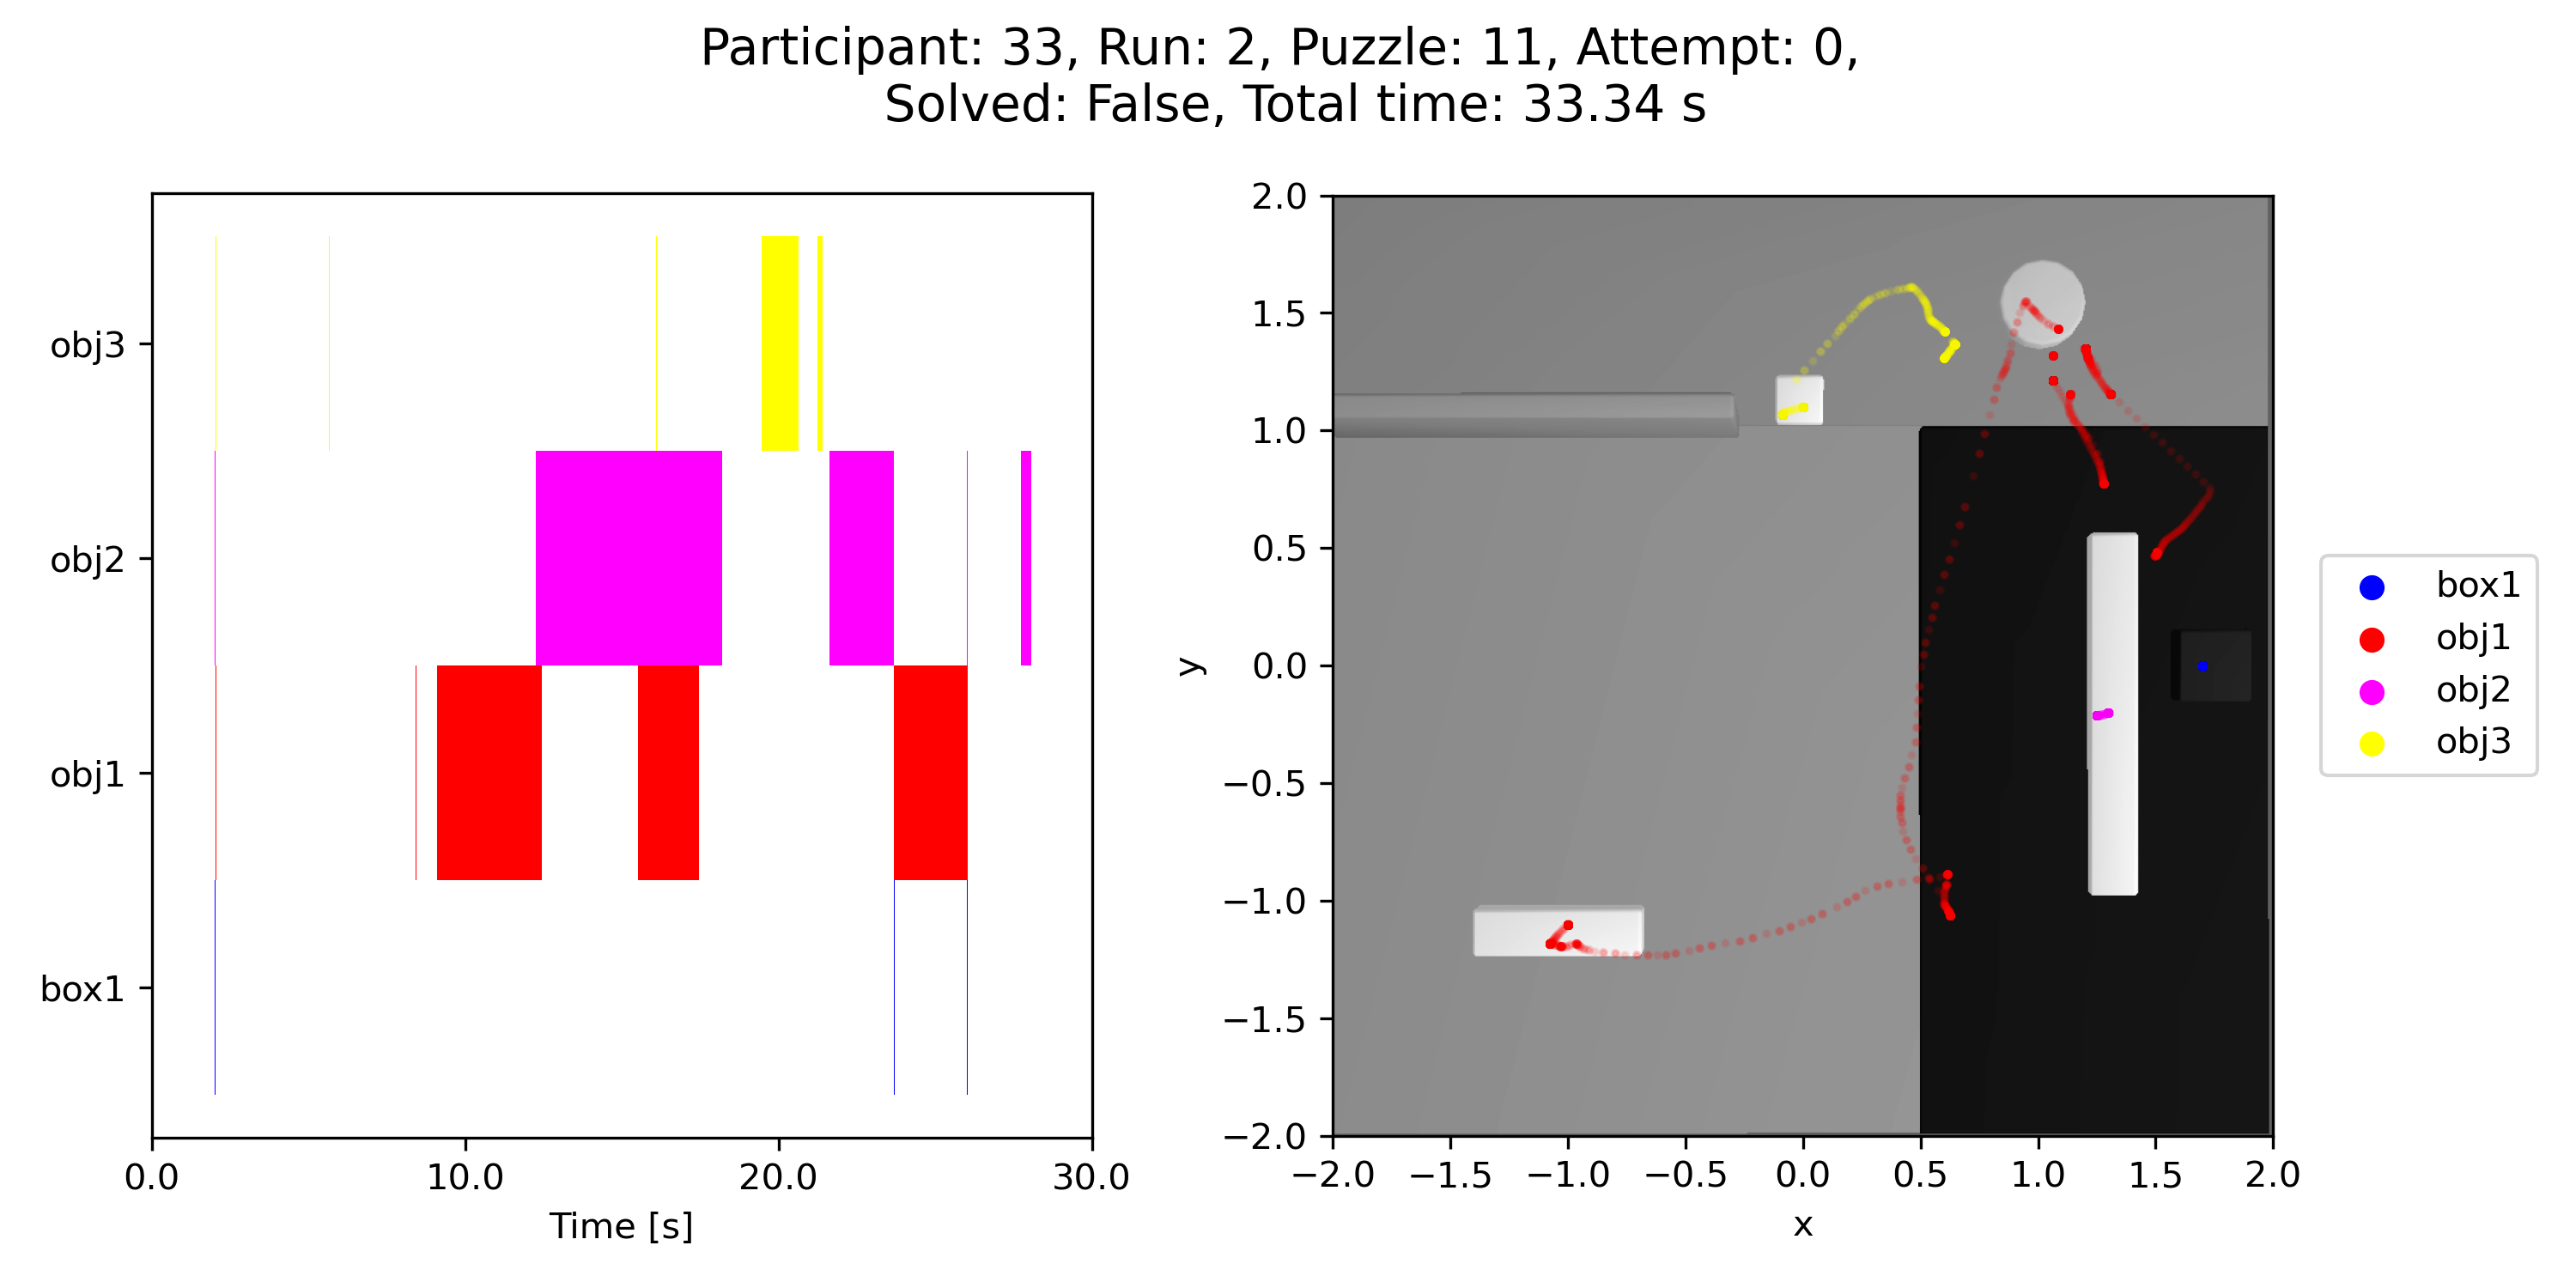 Participant: 33, Run: 2, Puzzle: 11, Attempt: 0,
Solved: False, Total time: 33.34 s
obj3
obj2
obj1
box1
0.0 10.0 20.0 30.0
Time [s]
2.0
1.5
1.0
0.5
0.0
−0.5
−1.0
−1.5
−2.0
y
−2.0 −1.5 −1.0 −0.5 0.0 0.5 1.0 1.5 2.0
x
box1
obj1
obj2
obj3